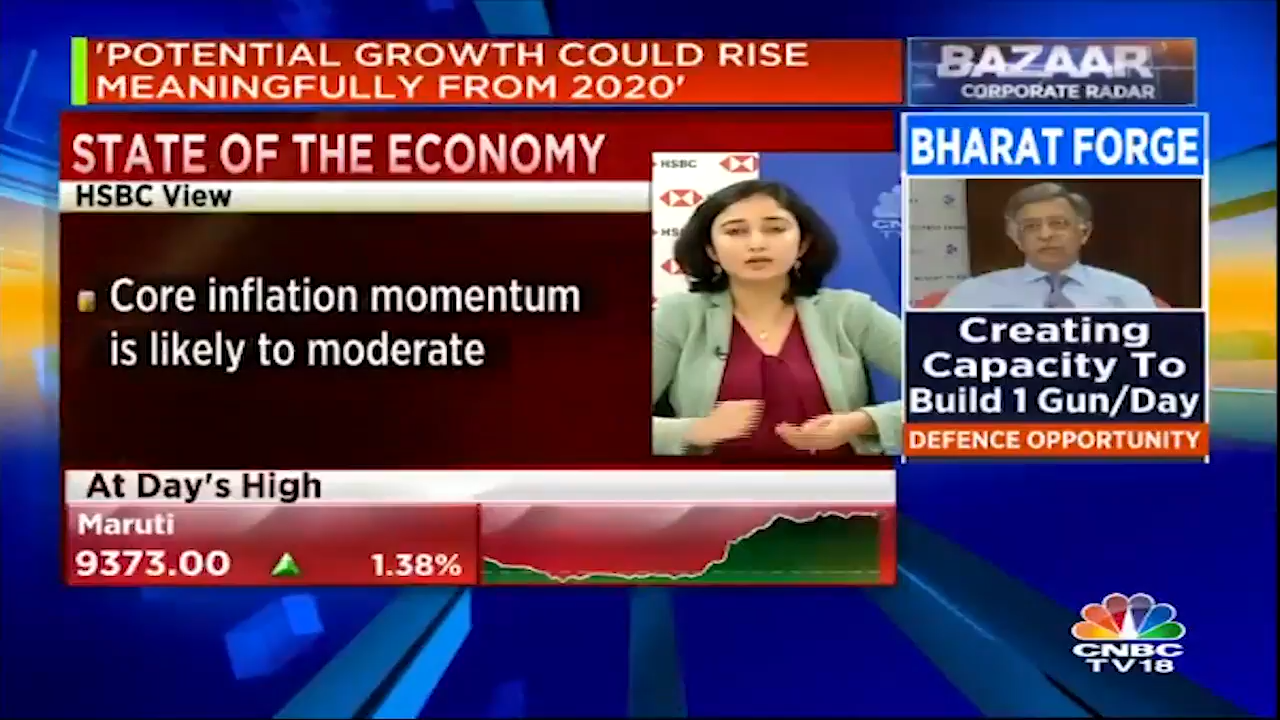 'POTENTIAL GROWTH COULD RISE
MEANINGFULLY FROM 2020'
BAZAAR
CORPORATE RADAR
STATE OF THE ECONOMY
HSBC View
Core inflation momentum
is likely to moderate
HSBC
BHARAT FORGE
Creating
Capacity To
Build 1 Gun/Day
DEFENCE OPPORTUNITY
At Day's High
Maruti
9373.00
1.38%
CNBC
TV18